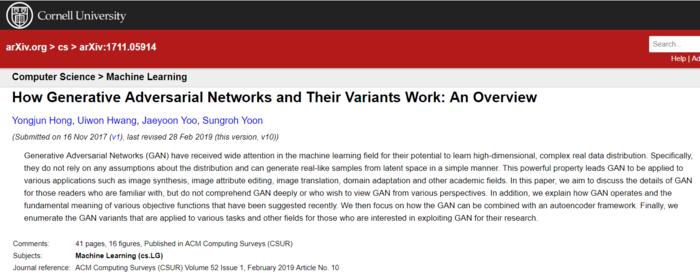 Cornell University
arXiv.org > cs > arXiv:1711.05914
Search...
Help | Ad
Computer Science > Machine Learning
How Generative Adversarial Networks and Their Variants Work: An Overview
Yongjun Hong, Uiwon Hwang, Jaeyoon Yoo, Sungroh Yoon
(Submitted on 16 Nov 2017 (v1), last revised 28 Feb 2019 (this version, v10))
Generative Adversarial Networks (GAN) have received wide attention in the machine learning field for their potential to learn high-dimensional, complex real data distribution. Specifically,
they do not rely on any assumptions about the distribution and can generate real-like samples from latent space in a simple manner. This powerful property leads GAN to be applied to
various applications such as image synthesis, image attribute editing, image translation, domain adaptation and other academic fields. In this paper, we aim to discuss the details of GAN
for those readers who are familiar with, but do not comprehend GAN deeply or who wish to view GAN from various perspectives. In addition, we explain how GAN operates and the
fundamental meaning of various objective functions that have been suggested recently. We then focus on how the GAN can be combined with an autoencoder framework. Finally, we
enumerate the GAN variants that are applied to various tasks and other fields for those who are interested in exploiting GAN for their research.
Comments: 41 pages, 16 figures, Published in ACM Computing Surveys (CSUR)
Subjects: Machine Learning (cs.LG)
Journal reference: ACM Computing Surveys (CSUR) Volume 52 Issue 1, February 2019 Article No. 10